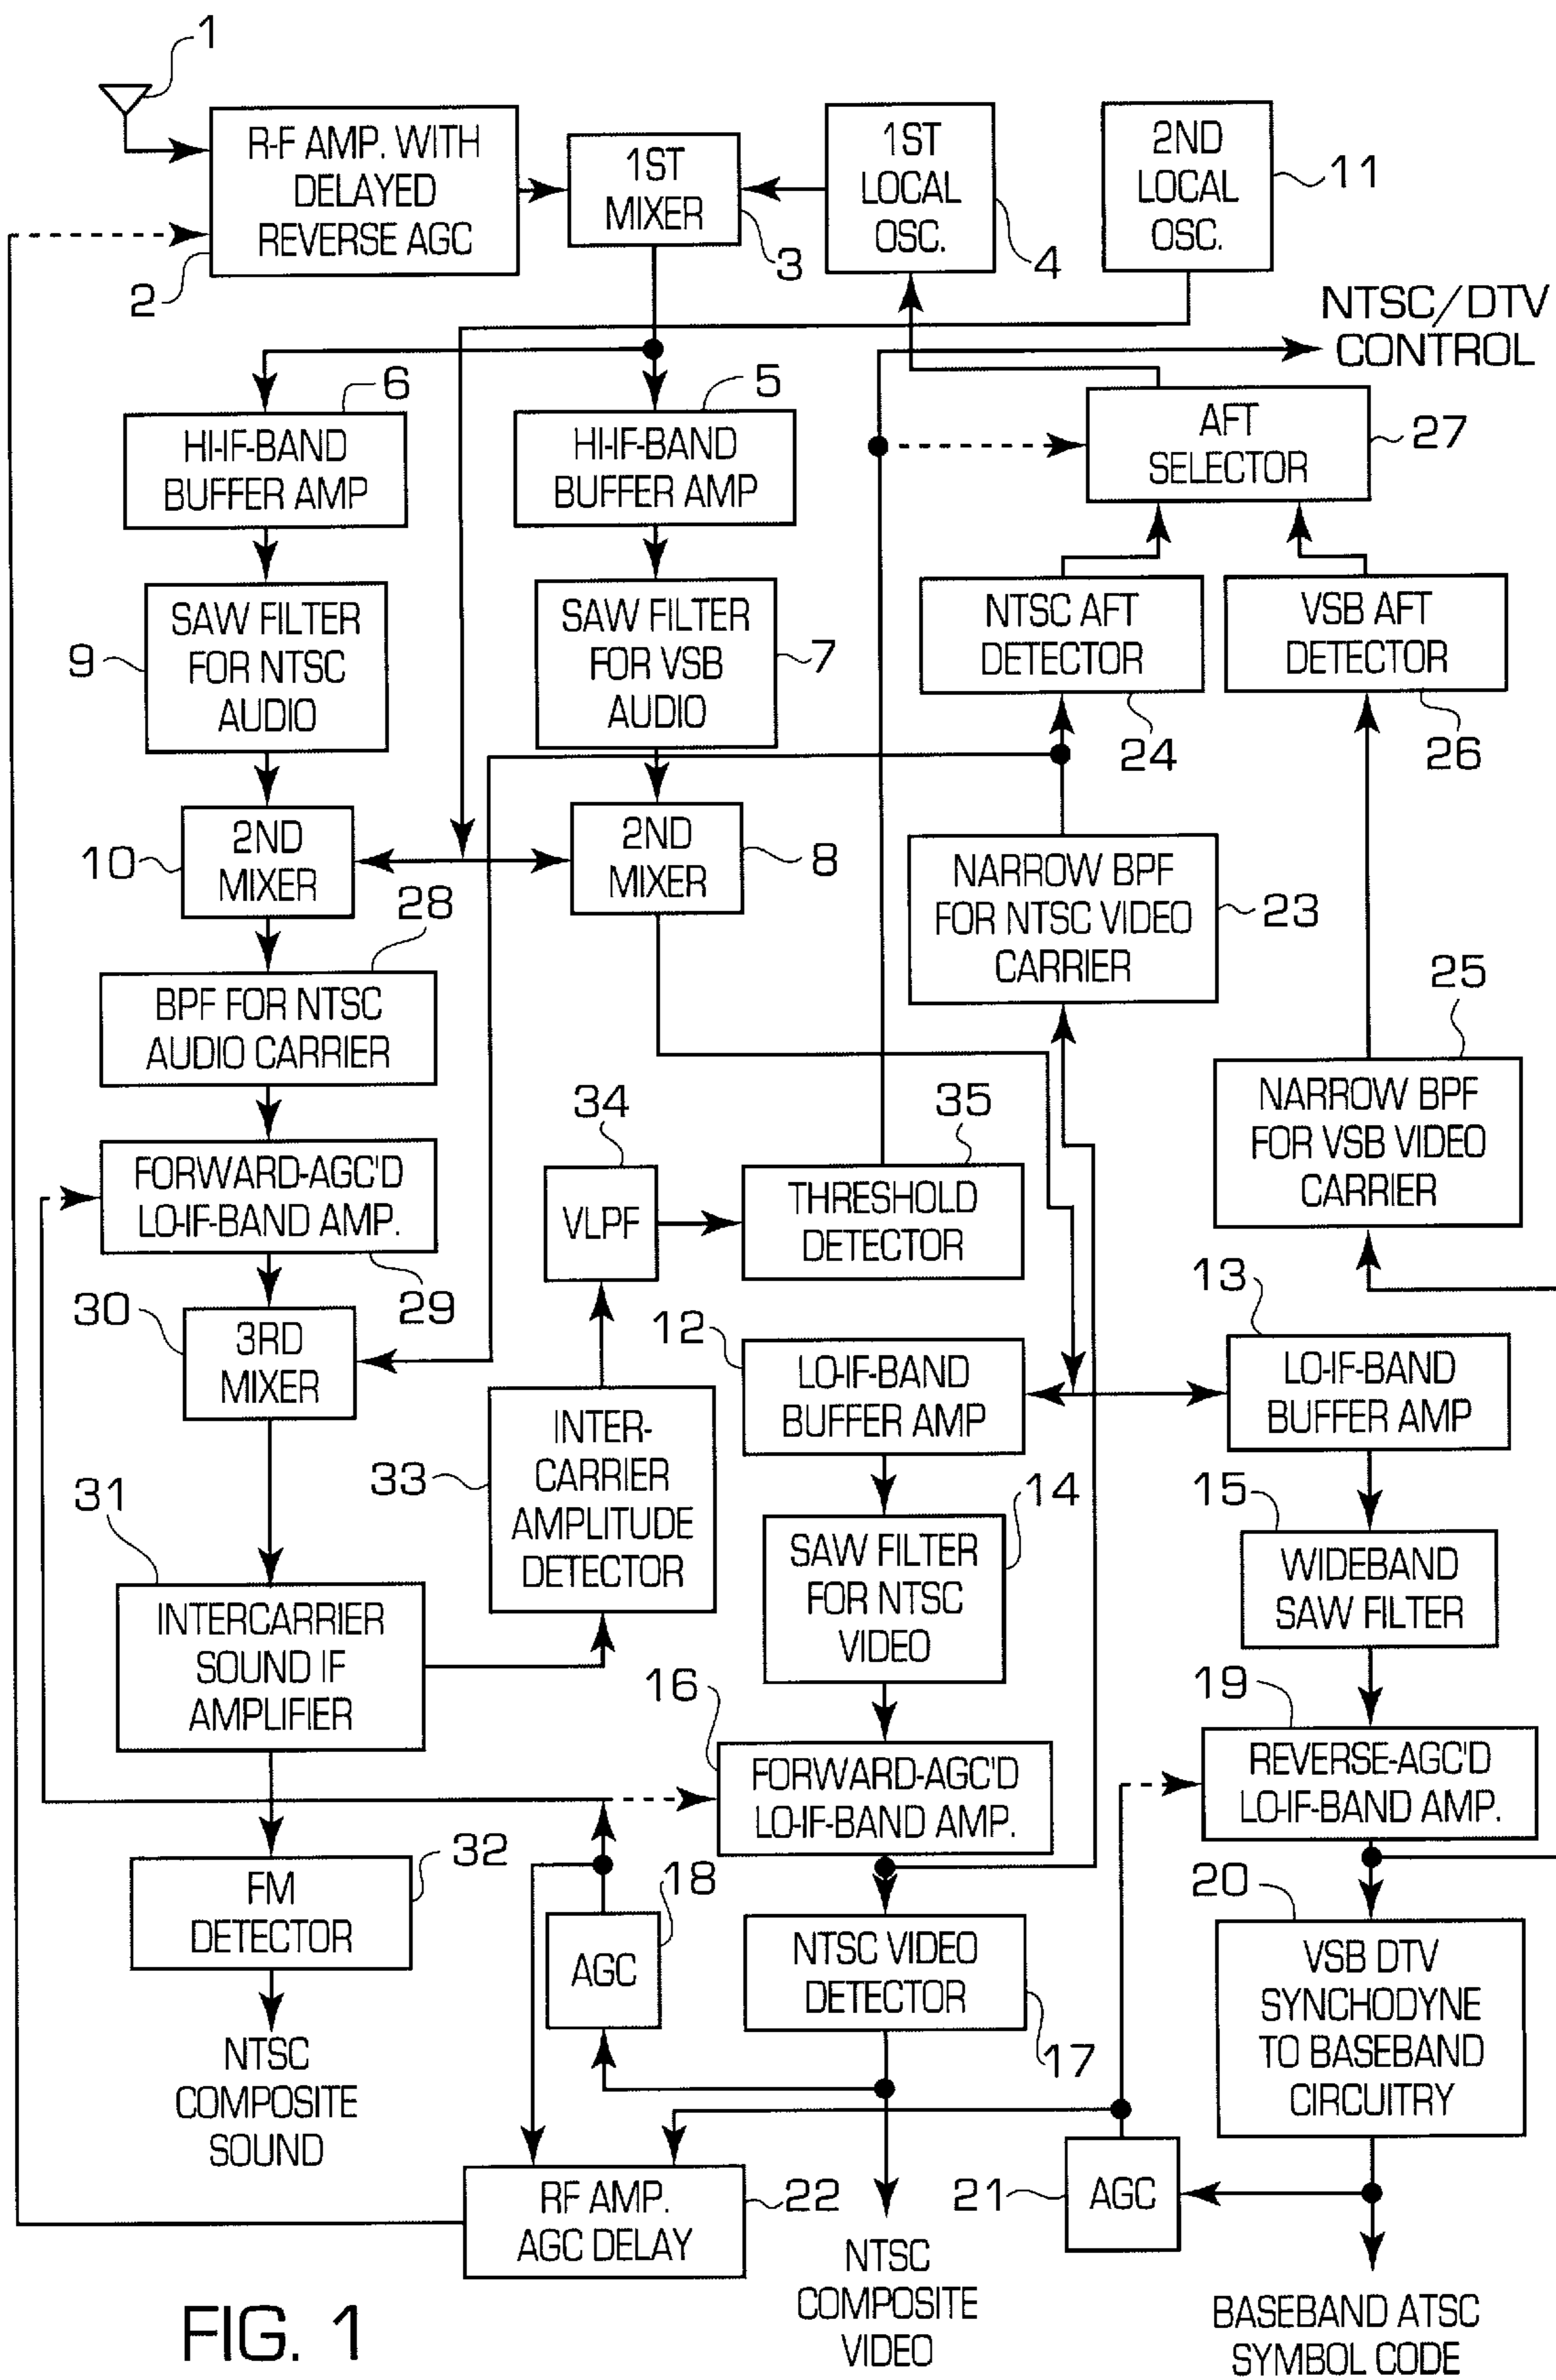 1
R-F AMP. WITH
DELAYED
REVERSE AGC
2
1ST
MIXER
3
1ST
LOCAL
OSC.
4
2ND
LOCAL
OSC.
11
NTSC/DTV
CONTROL
6
HI-IF-BAND
BUFFER AMP
5
HI-IF-BAND
BUFFER AMP
AFT
SELECTOR
27
9
SAW FILTER
FOR NTSC
AUDIO
SAW FILTER
FOR VSB
AUDIO
7
NTSC AFT
DETECTOR
24
VSB AFT
DETECTOR
26
10
2ND
MIXER
2ND
MIXER
8
NARROW BPF
FOR NTSC VIDEO
CARRIER
23
28
BPF FOR NTSC
AUDIO CARRIER
25
NARROW BPF
FOR VSB VIDEO
CARRIER
FORWARD-AGC'D
LO-IF-BAND AMP.
29
34
VLPF
35
THRESHOLD
DETECTOR
30
3RD
MIXER
12
LO-IF-BAND
BUFFER AMP
13
LO-IF-BAND
BUFFER AMP
33
INTER-
CARRIER
AMPLITUDE
DETECTOR
14
SAW FILTER
FOR NTSC
VIDEO
15
WIDEBAND
SAW FILTER
31
INTERCARRIER
SOUND IF
AMPLIFIER
16
FORWARD-AGC'D
LO-IF-BAND AMP.
19
REVERSE-AGC'D
LO-IF-BAND AMP.
32
FM
DETECTOR
18
AGC
NTSC VIDEO
DETECTOR
17
20
VSB DTV
SYNCHODYNE
TO BASEBAND
CIRCUITRY
NTSC
COMPOSITE
SOUND
RF AMP.
AGC DELAY
22
21
AGC
NTSC
COMPOSITE
VIDEO
BASEBAND ATSC
SYMBOL CODE
FIG. 1